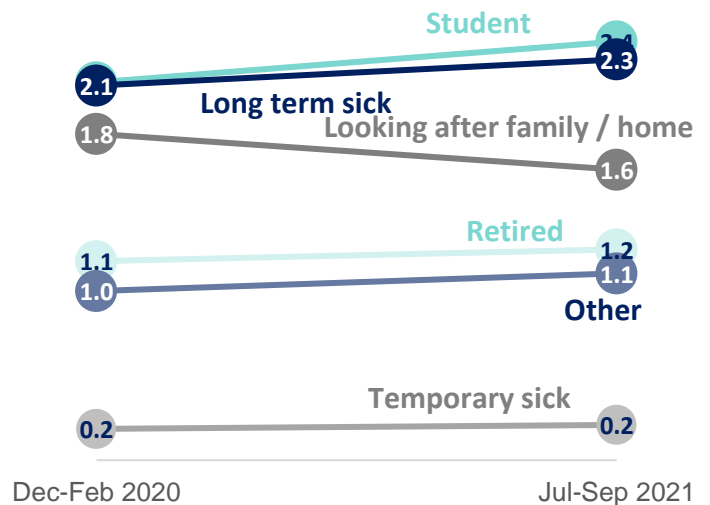 Student
2.4
2.3
2.1
Long term sick
Looking after family / home
1.8
1.6
Retired
1.2
1.1
1.1
1.0
Other
Temporary sick
0.2
0.2
Dec-Feb 2020
Jul-Sep 2021